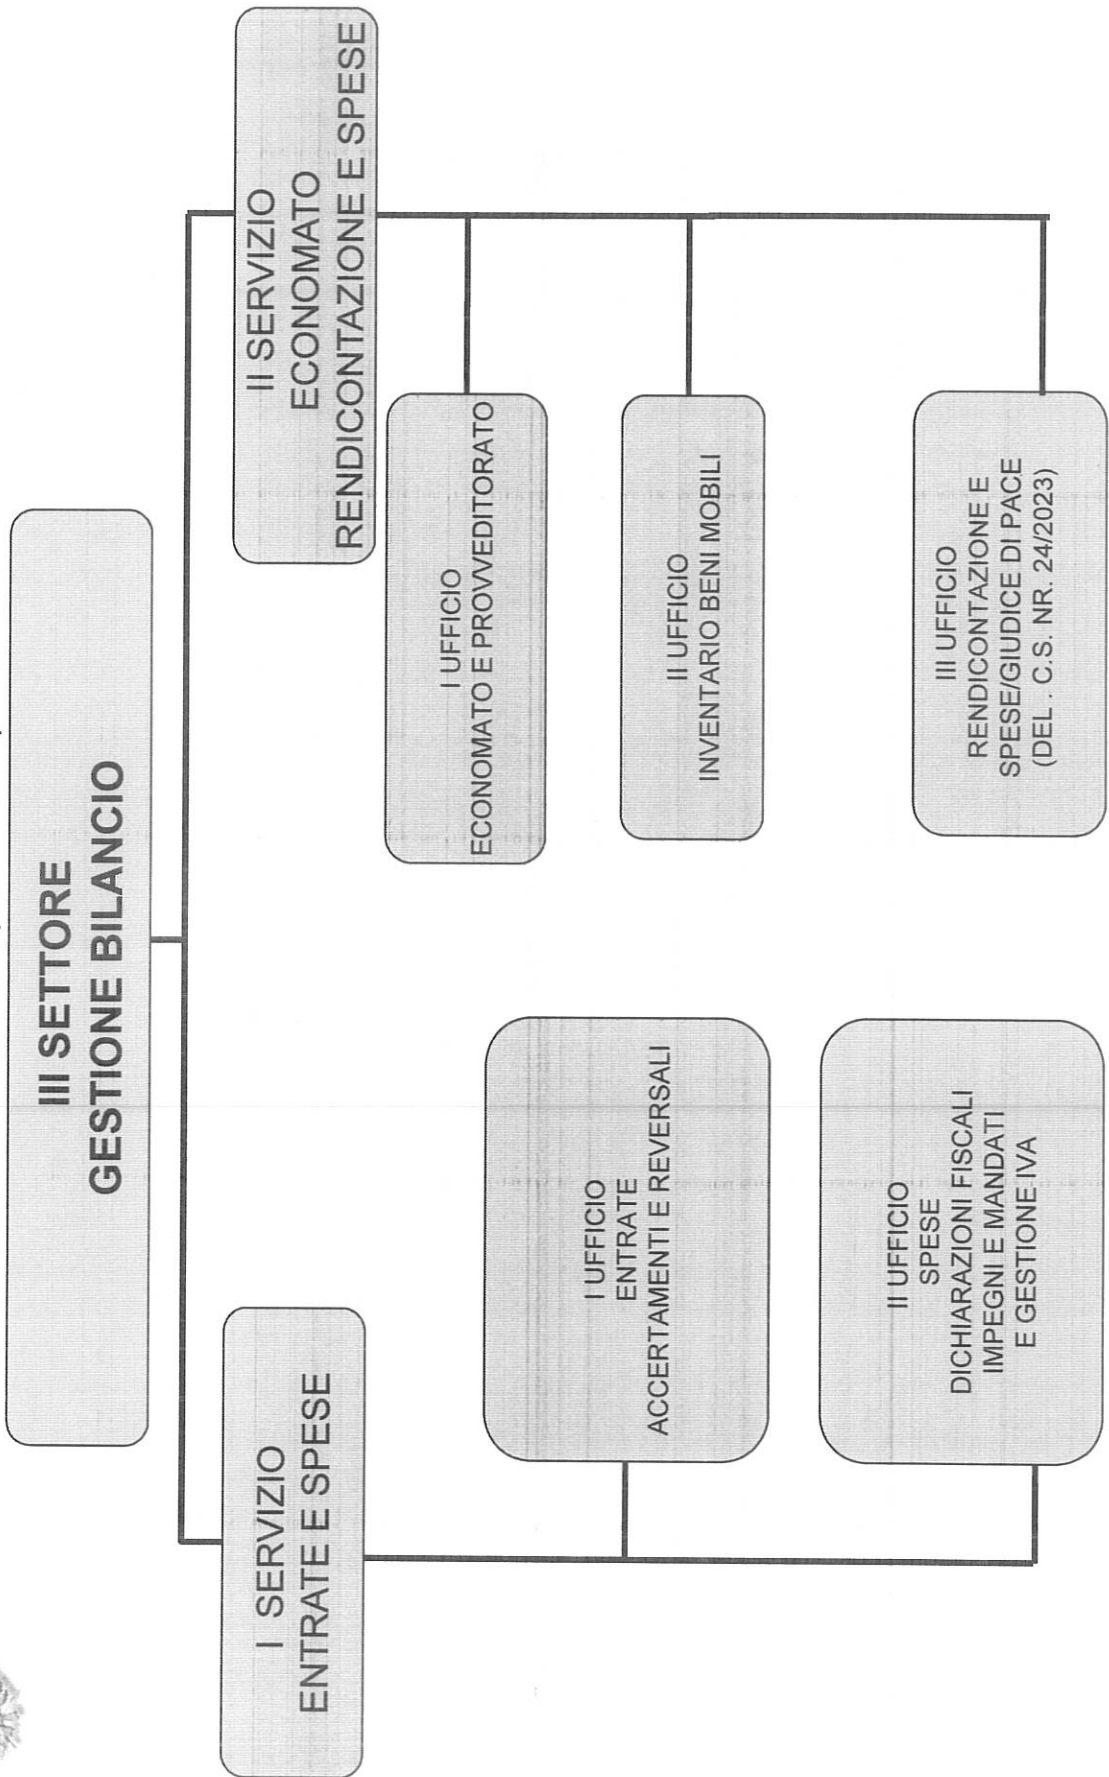 III SETTORE
GESTIONE BILANCIO
I SERVIZIO
ENTRATE E SPESE
I UFFICIO
ENTRATE
ACCERTAMENTI E REVERSALI
II UFFICIO
SPESE
DICHIARAZIONI FISCALI
IMPEGNI E MANDATI
E GESTIONE IVA
II SERVIZIO
ECONOMATO
RENDICONTAZIONE E SPESE
I UFFICIO
ECONOMATO E PROVVEDITORATO
II UFFICIO
INVENTARIO BENI MOBILI
III UFFICIO
RENDICONTAZIONE E
SPESE/GIUDICE DI PACE
(DEL . C.S. NR. 24/2023)